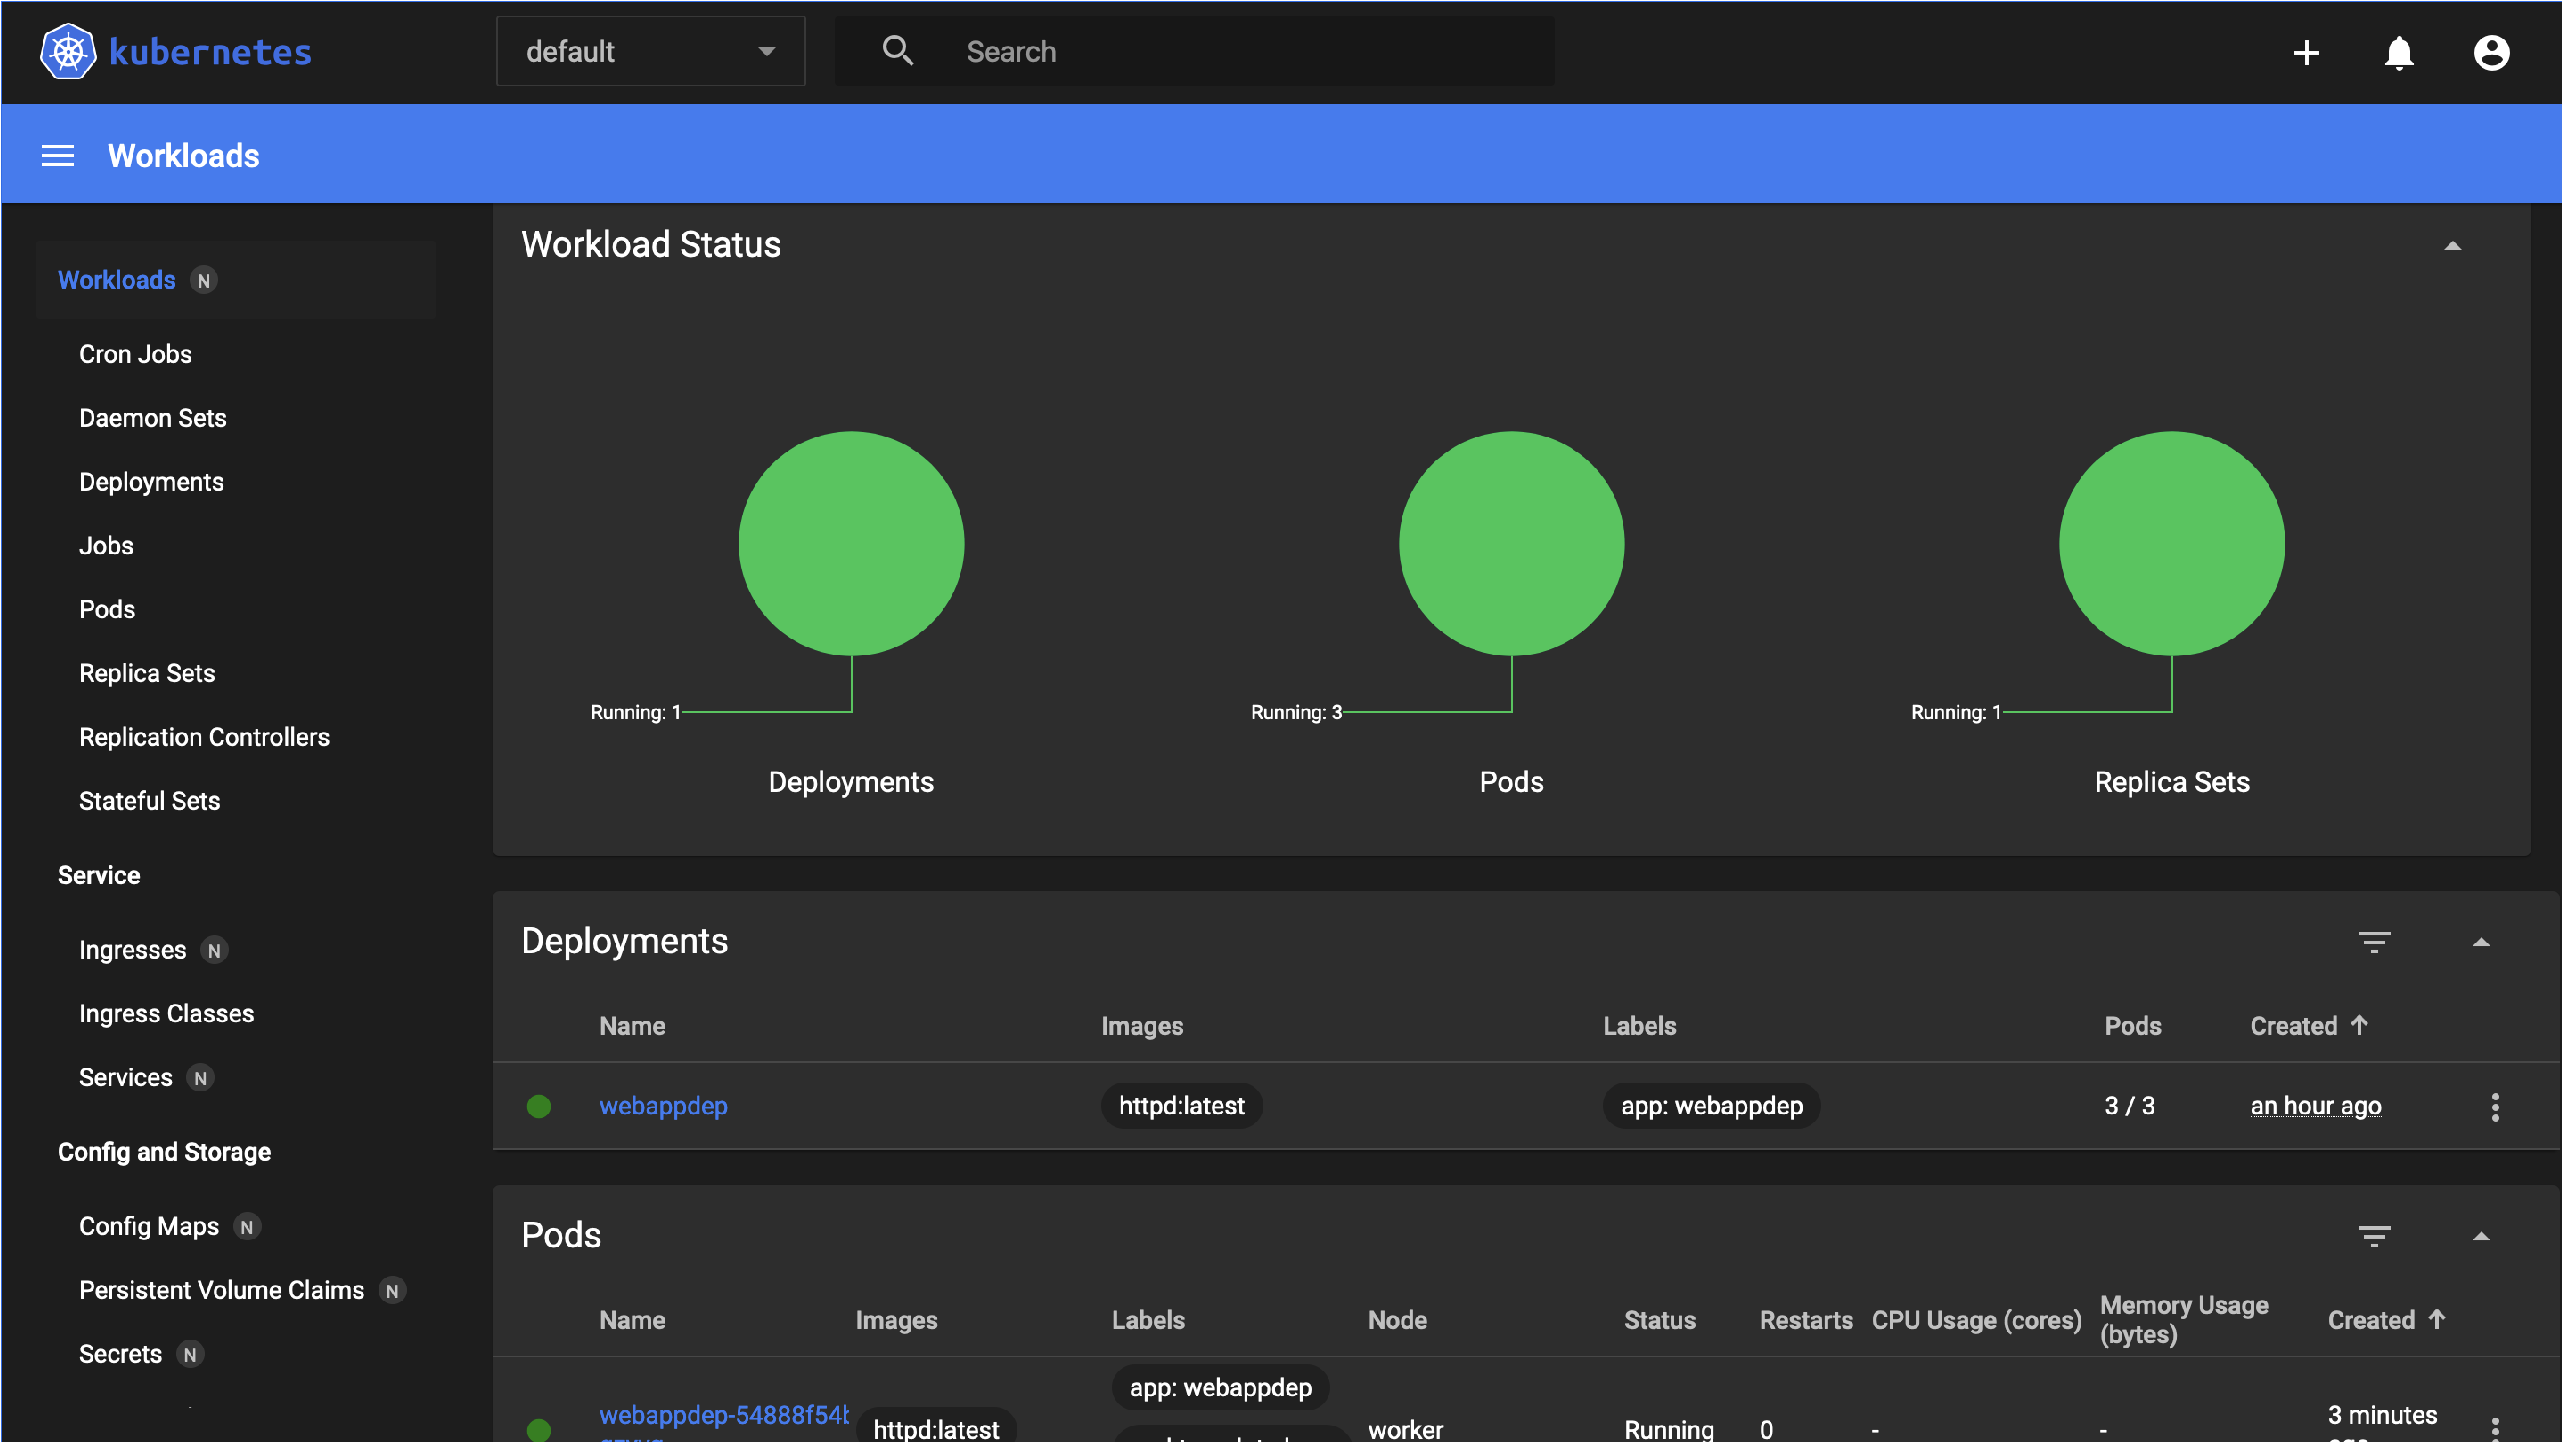 kubernetes
default
Search
Workloads
Workloads N
Cron Jobs
Daemon Sets
Deployments
Jobs
Pods
Replica Sets
Replication Controllers
Stateful Sets
Service
Ingresses N
Ingress Classes
Services N
Config and Storage
Config Maps N
Persistent Volume Claims N
Secrets N
Workload Status
Running: 1
Running: 3
Running: 1
Deployments
Pods
Replica Sets
Deployments
Name Images Labels Pods Created
webappdep httpd:latest app: webappdep 3 / 3 an hour ago
Pods
Name Images Labels Node Status Restarts CPU Usage (cores) Memory Usage (bytes) Created
app: webappdep
webappdep-54888f54b httpd:latest worker Running 0 - - 3 minutes